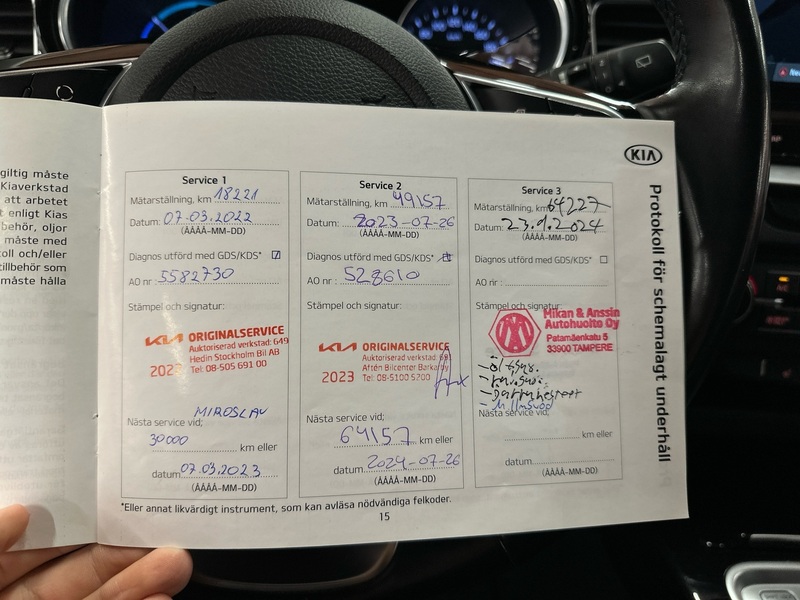 giltig måste
Kiaverkstad
att arbetet
enligt Kias
behör, oljor
måste med
oll och/eller
tillbehör som
måste hålla
KIA
Protokoll för schemalagt underhåll
Service 1
Mätarställning, km 18221
Datum: 07.03.2022
(ÅÅÅÅ-MM-DD)
Diagnos utförd med GDS/KDS*
AO nr : 5582730
Stämpel och signatur:
KIA ORIGINALSERVICE
Auktoriserad verkstad: 649
Hedin Stockholm Bil AB
Tel: 08-505 691 00
MIROSLAV
Nästa service vid;
30000 km eller
datum 07.03.2023
(ÅÅÅÅ-MM-DD)
Service 2
Mätarställning, km 49157
Datum: 2023-07-26
(ÅÅÅÅ-MM-DD)
Diagnos utförd med GDS/KDS*
AO nr: 528610
Stämpel och signatur:
KIA ORIGINALSERVICE
Auktoriserad verkstad
Aftén Bilcenter Barkarby
2023 Tel: 08-5100 5200
Nästa service vid;
64157 km eller
datum 2024-07-26
(ÅÅÅÅ-MM-DD)
Service 3
Mätarställning, km 64227
Datum: 23.9.2024
(ÅÅÅÅ-MM-DD)
Diagnos utförd med GDS/KDS*
AO nr :
Stämpel och signatur:
Mikan & Anssin
Autohuolto Oy
Patamäenkatu 5
33900 TAMPERE
Nästa service vid;
km eller
datum
(ÅÅÅÅ-MM-DD)
*Eller annat likvärdigt instrument, som kan avläsa nödvändiga felkoder.
15